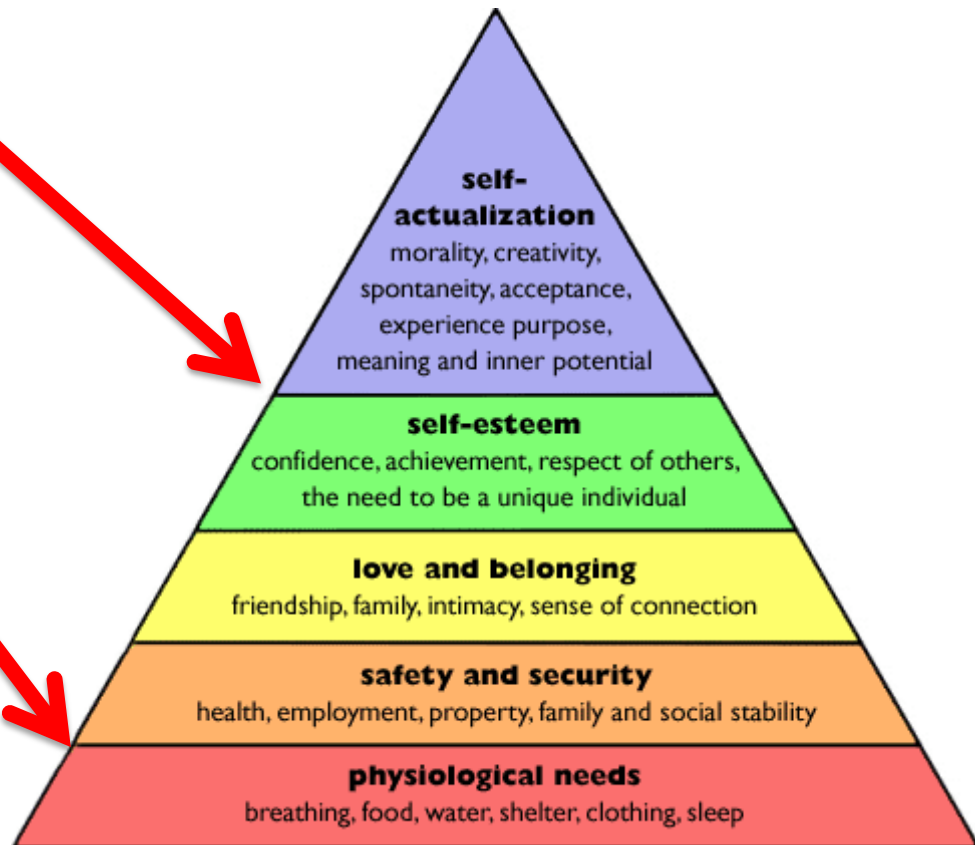 self-
actualization
morality, creativity,
spontaneity, acceptance,
experience purpose,
meaning and inner potential
self-esteem
confidence, achievement, respect of others,
the need to be a unique individual
love and belonging
friendship, family, intimacy, sense of connection
safety and security
health, employment, property, family and social stability
physiological needs
breathing, food, water, shelter, clothing, sleep